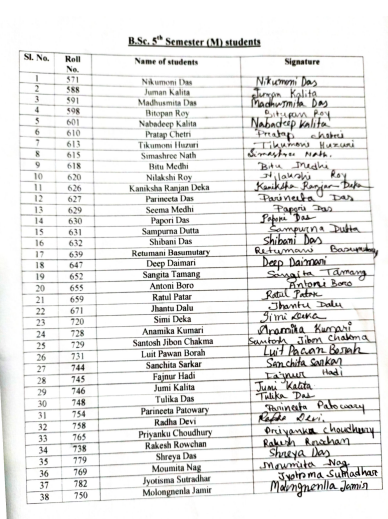 B.Sc. 5th Semester (M) students
Sl. No. Roll No. Name of students Signature
1 571 Nikumoni Das Nikumoni Das
2 588 Juman Kalita Juman Kalita
3 591 Madhusmita Das Madhusmita Das
4 598 Bitopan Roy Bitupan Roy
5 601 Nabadeep Kalita Nabadeep Kalita
6 610 Pratap Chetri Pratap chetri
7 613 Tikumoni Huzuri Tikumoni Huzuri
8 615 Simashree Nath Simashree Nath.
9 618 Bitu Medhi Bitu Medhi
10 620 Nilakshi Roy Nilakshi Roy
11 626 Kaniksha Ranjan Deka Kaniksha Ranjan Deka
12 627 Parineeta Das Parineeta Das
13 629 Seema Medhi Papori Das
14 630 Papori Das Papori Das
15 631 Sampurna Dutta Sampurna Dutta
16 632 Shibani Das Shibani Das
17 639 Retumani Basumutary Retumani Basumutary
18 647 Deep Daimari Deep Daimari
19 652 Sangita Tamang Sangita Tamang
20 655 Antoni Boro Antoni Boro
21 659 Ratul Patar Ratul Patar
22 671 Jhantu Dalu Jhantu Dalu
23 720 Simi Deka Simi Deka
24 728 Anamika Kumari Anamika Kumari
25 729 Santosh Jibon Chakma Santosh Jibon Chakma
26 731 Luit Pawan Borah Luit Pawan Borah
27 744 Sanchita Sarkar Sanchita Sarkar
28 745 Fajnur Hadi Fajnur Hadi
29 746 Jumi Kalita Jumi Kalita
30 748 Tulika Das Tulika Das
31 754 Parineeta Patowary Parineeta Patowary
32 758 Radha Devi Devi.
33 765 Priyanku Choudhury Priyanku choudhury
34 738 Rakesh Rowchan Rakesh Rowchan
35 779 Shreya Das Shreya Das
36 769 Moumita Nag Moumita Nag
37 782 Jyotisma Sutradhar Jyotisma Sutradhar
38 750 Molongnenla Jamir Molongnenlla Jamir